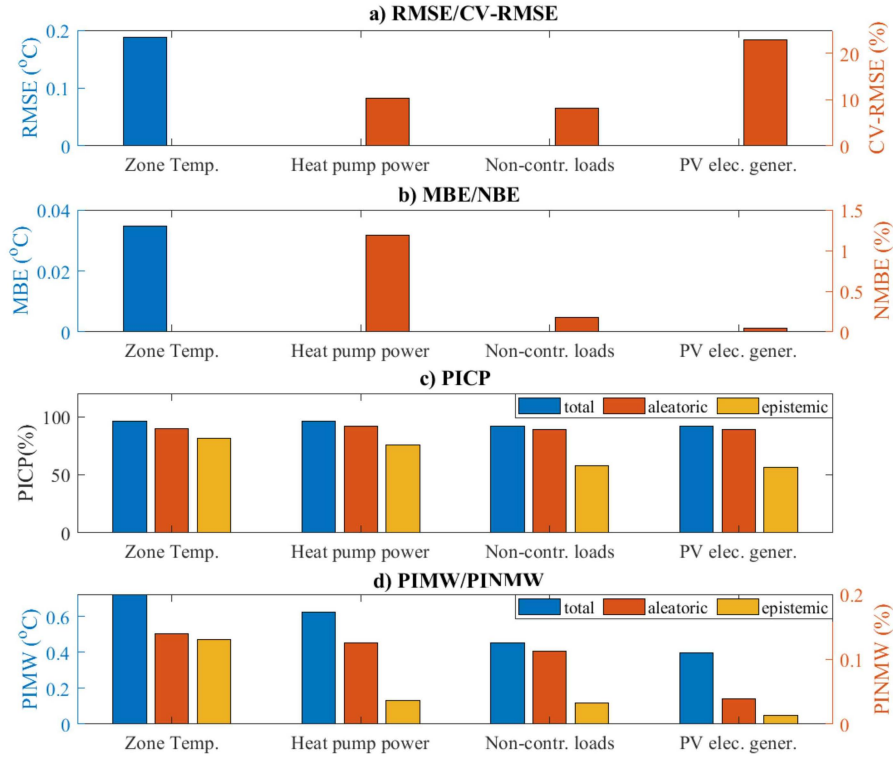 a) RMSE/CV-RMSE
RMSE (°C)
0.2
0.1
0
CV-RMSE (%)
20
10
0
Zone Temp. Heat pump power Non-contr. loads PV elec. gener.
b) MBE/NBE
MBE (°C)
0.04
0.02
0
NMBE (%)
1.5
1
0.5
0
Zone Temp. Heat pump power Non-contr. loads PV elec. gener.
c) PICP
PICP(%)
100
50
0
total aleatoric epistemic
Zone Temp. Heat pump power Non-contr. loads PV elec. gener.
d) PIMW/PINMW
PIMW (°C)
0.6
0.4
0.2
0
total aleatoric epistemic
PINMW (%)
0.2
0.1
0
Zone Temp. Heat pump power Non-contr. loads PV elec. gener.